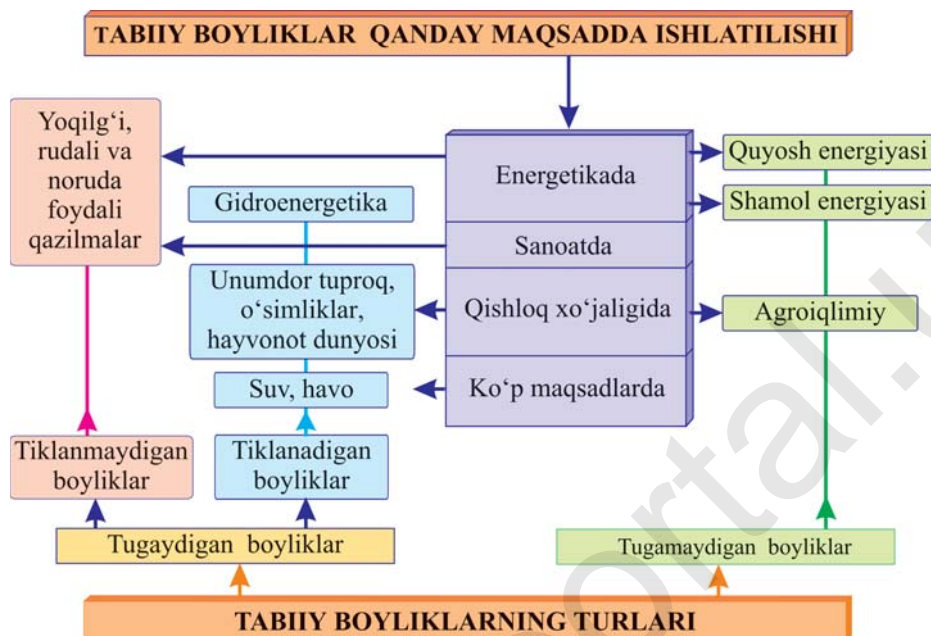 TABIIY BOYLIKLAR QANDAY MAQSADDA ISHLATILISHI
Yoqilg‘i,
rudali va
noruda
foydali
qazilmalar
Gidroenergetika
Unumdor tuproq,
o‘simliklar,
hayvonot dunyosi
Suv, havo
Energetikada
Sanoatda
Qishloq xo‘jaligida
Ko‘p maqsadlarda
Quyosh energiyasi
Shamol energiyasi
Agroiqlimiy
Tiklanmaydigan
boyliklar
Tiklanadigan
boyliklar
Tugaydigan boyliklar
Tugamaydigan boyliklar
TABIIY BOYLIKLARNING TURLARI